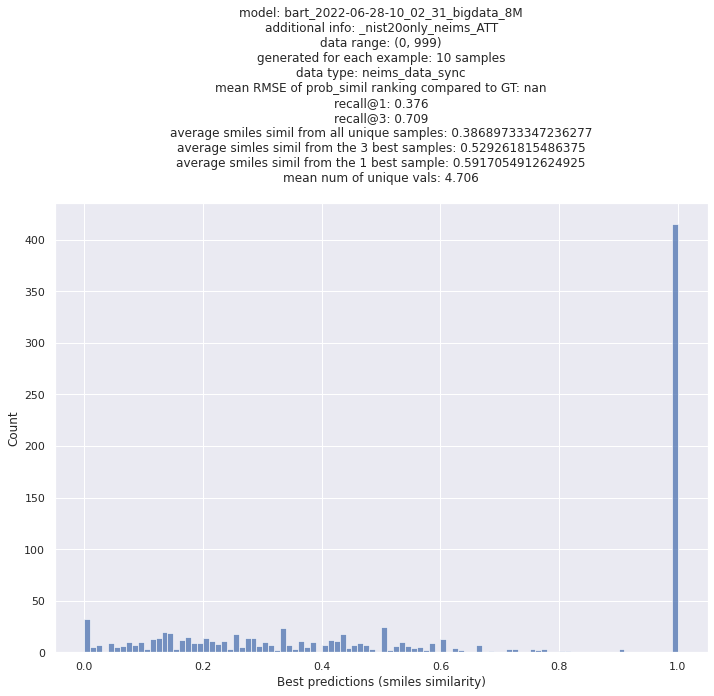 model: bart_2022-06-28-10_02_31_bigdata_8M
additional info: _nist20only_neims_ATT
data range: (0, 999)
generated for each example: 10 samples
data type: neims_data_sync
mean RMSE of prob_simil ranking compared to GT: nan
recall@1: 0.376
recall@3: 0.709
average smiles simil from all unique samples: 0.38689733347236277
average simles simil from the 3 best samples: 0.529261815486375
average smiles simil from the 1 best sample: 0.5917054912624925
mean num of unique vals: 4.706
400
350
300
250
200
150
100
50
0
Count
0.0 0.2 0.4 0.6 0.8 1.0
Best predictions (smiles similarity)